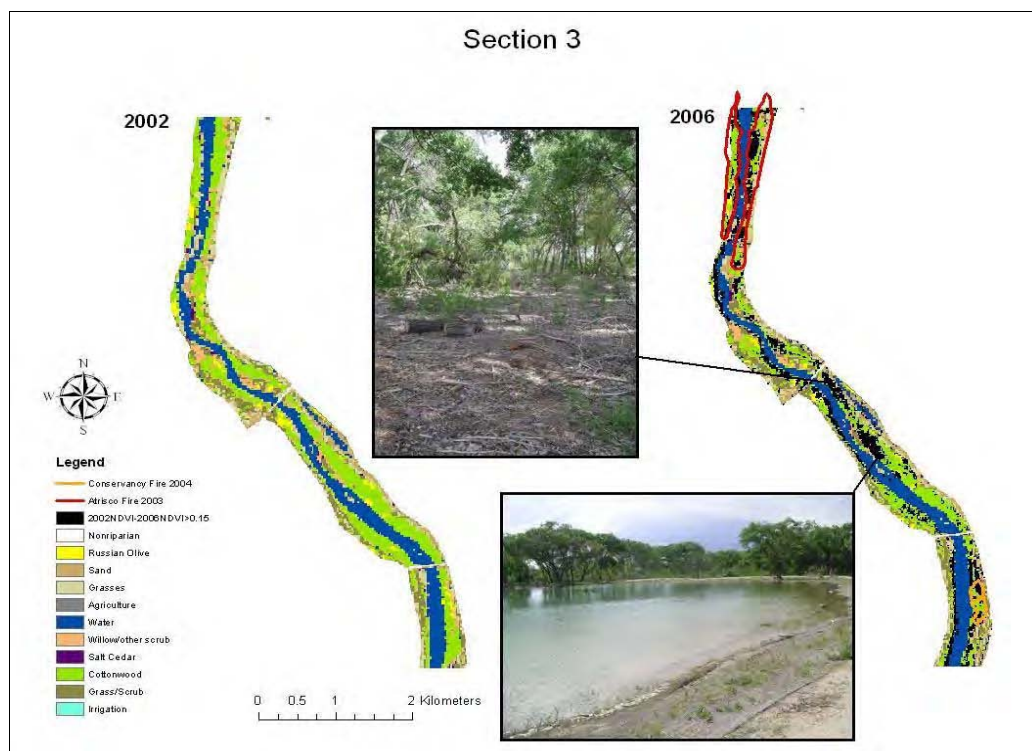 Section 3
2002
2006
N
W E
S
Legend
Conservancy Fire 2004
Atrisco Fire 2003
2002NDVI-2006NDVI>0.15
Nonriparian
Russian Olive
Sand
Grasses
Agriculture
Water
Willow/other scrub
Salt Cedar
Cottonwood
Grass/Scrub
Irrigation
0 0.5 1 2 Kilometers